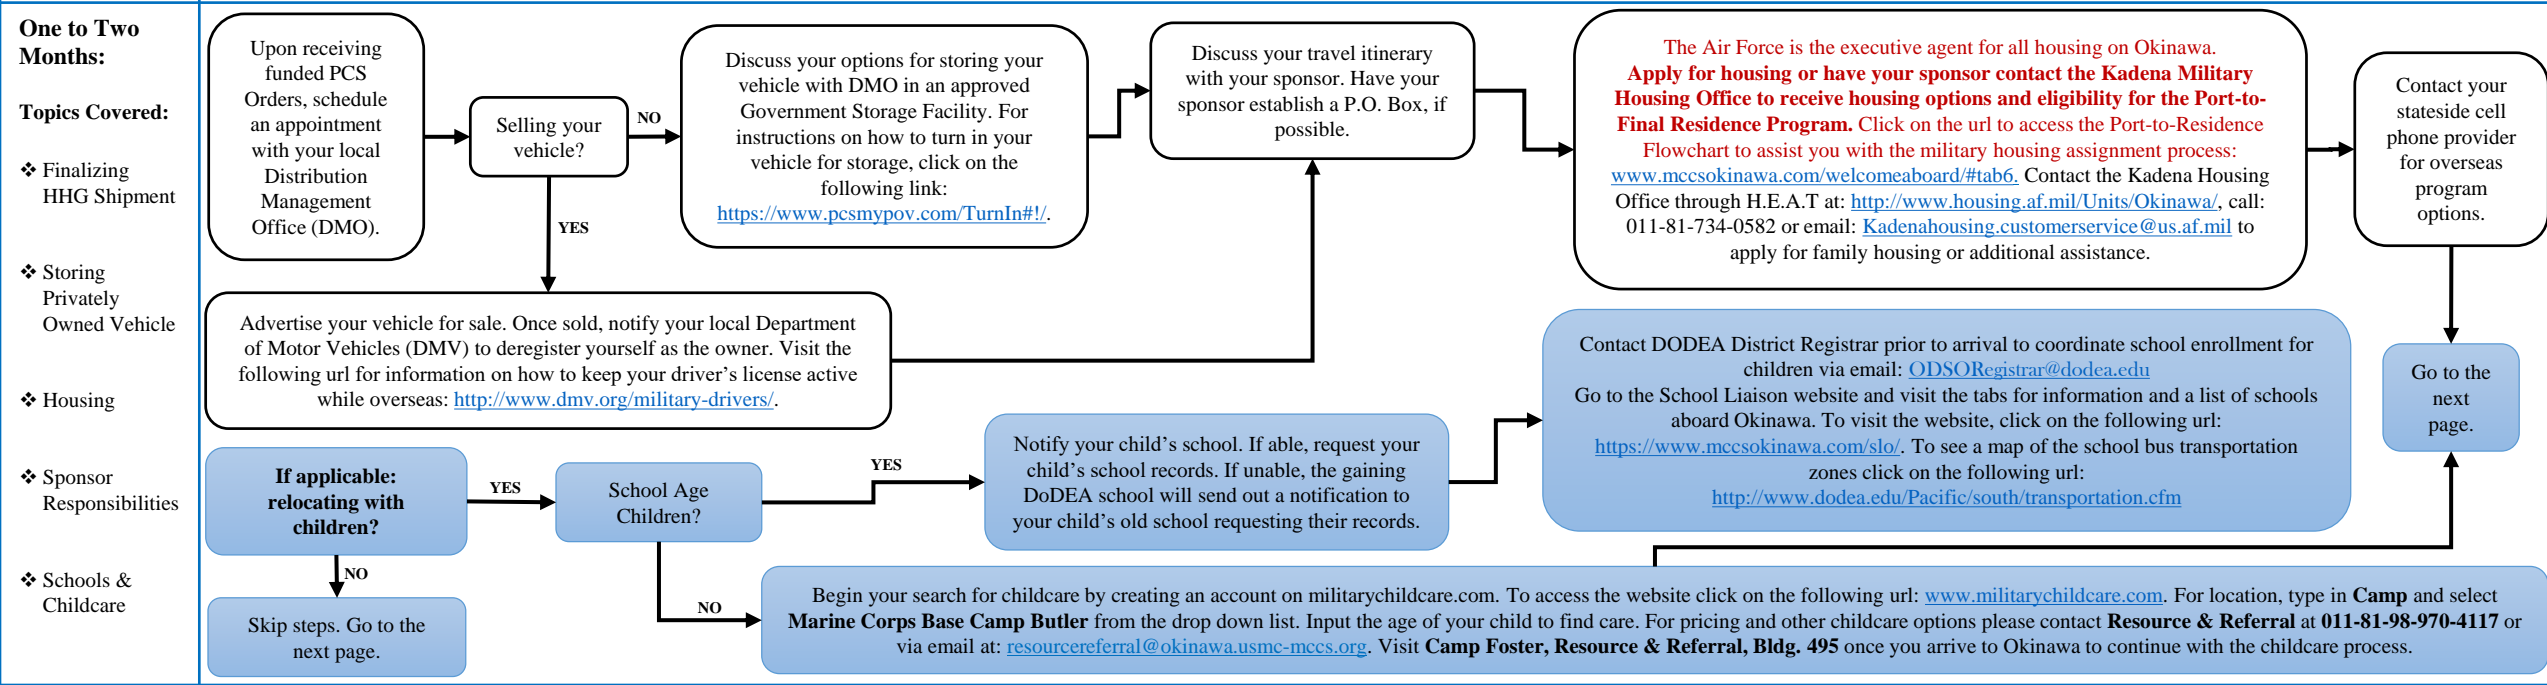 One to Two
Months:
Topics Covered:
❖ Finalizing
HHG Shipment
❖ Storing
Privately
Owned Vehicle
❖ Housing
❖ Sponsor
Responsibilities
❖ Schools &
Childcare
Upon receiving
funded PCS
Orders, schedule
an appointment
with your local
Distribution
Management
Office (DMO).
Selling your
vehicle?
NO
YES
Discuss your options for storing your
vehicle with DMO in an approved
Government Storage Facility. For
instructions on how to turn in your
vehicle for storage, click on the
following link:
https://www.pcsmypov.com/TurnIn#!/.
Advertise your vehicle for sale. Once sold, notify your local Department
of Motor Vehicles (DMV) to deregister yourself as the owner. Visit the
following url for information on how to keep your driver's license active
while overseas: http://www.dmv.org/military-drivers/.
Discuss your travel itinerary
with your sponsor. Have your
sponsor establish a P.O. Box, if
possible.
The Air Force is the executive agent for all housing on Okinawa.
Apply for housing or have your sponsor contact the Kadena Military
Housing Office to receive housing options and eligibility for the Port-to-
Final Residence Program. Click on the url to access the Port-to-Residence
Flowchart to assist you with the military housing assignment process:
www.mccsokinawa.com/welcomeaboard/#tab6. Contact the Kadena Housing
Office through H.E.A.T at: http://www.housing.af.mil/Units/Okinawa/, call:
011-81-734-0582 or email: Kadenahousing.customerservice@us.af.mil to
apply for family housing or additional assistance.
Contact your
stateside cell
phone provider
for overseas
program
options.
Go to the
next
page.
If applicable:
relocating with
children?
YES
NO
Skip steps. Go to the
next page.
School Age
Children?
YES
NO
Notify your child's school. If able, request your
child's school records. If unable, the gaining
DoDEA school will send out a notification to
your child's old school requesting their records.
Contact DODEA District Registrar prior to arrival to coordinate school enrollment for
children via email: ODSORegistrar@dodea.edu
Go to the School Liaison website and visit the tabs for information and a list of schools
aboard Okinawa. To visit the website, click on the following url:
https://www.mccsokinawa.com/slo/. To see a map of the school bus transportation
zones click on the following url:
http://www.dodea.edu/Pacific/south/transportation.cfm
Begin your search for childcare by creating an account on militarychildcare.com. To access the website click on the following url: www.militarychildcare.com. For location, type in Camp and select
Marine Corps Base Camp Butler from the drop down list. Input the age of your child to find care. For pricing and other childcare options please contact Resource & Referral at 011-81-98-970-4117 or
via email at: resourcereferral@okinawa.usmc-mccs.org. Visit Camp Foster, Resource & Referral, Bldg. 495 once you arrive to Okinawa to continue with the childcare process.